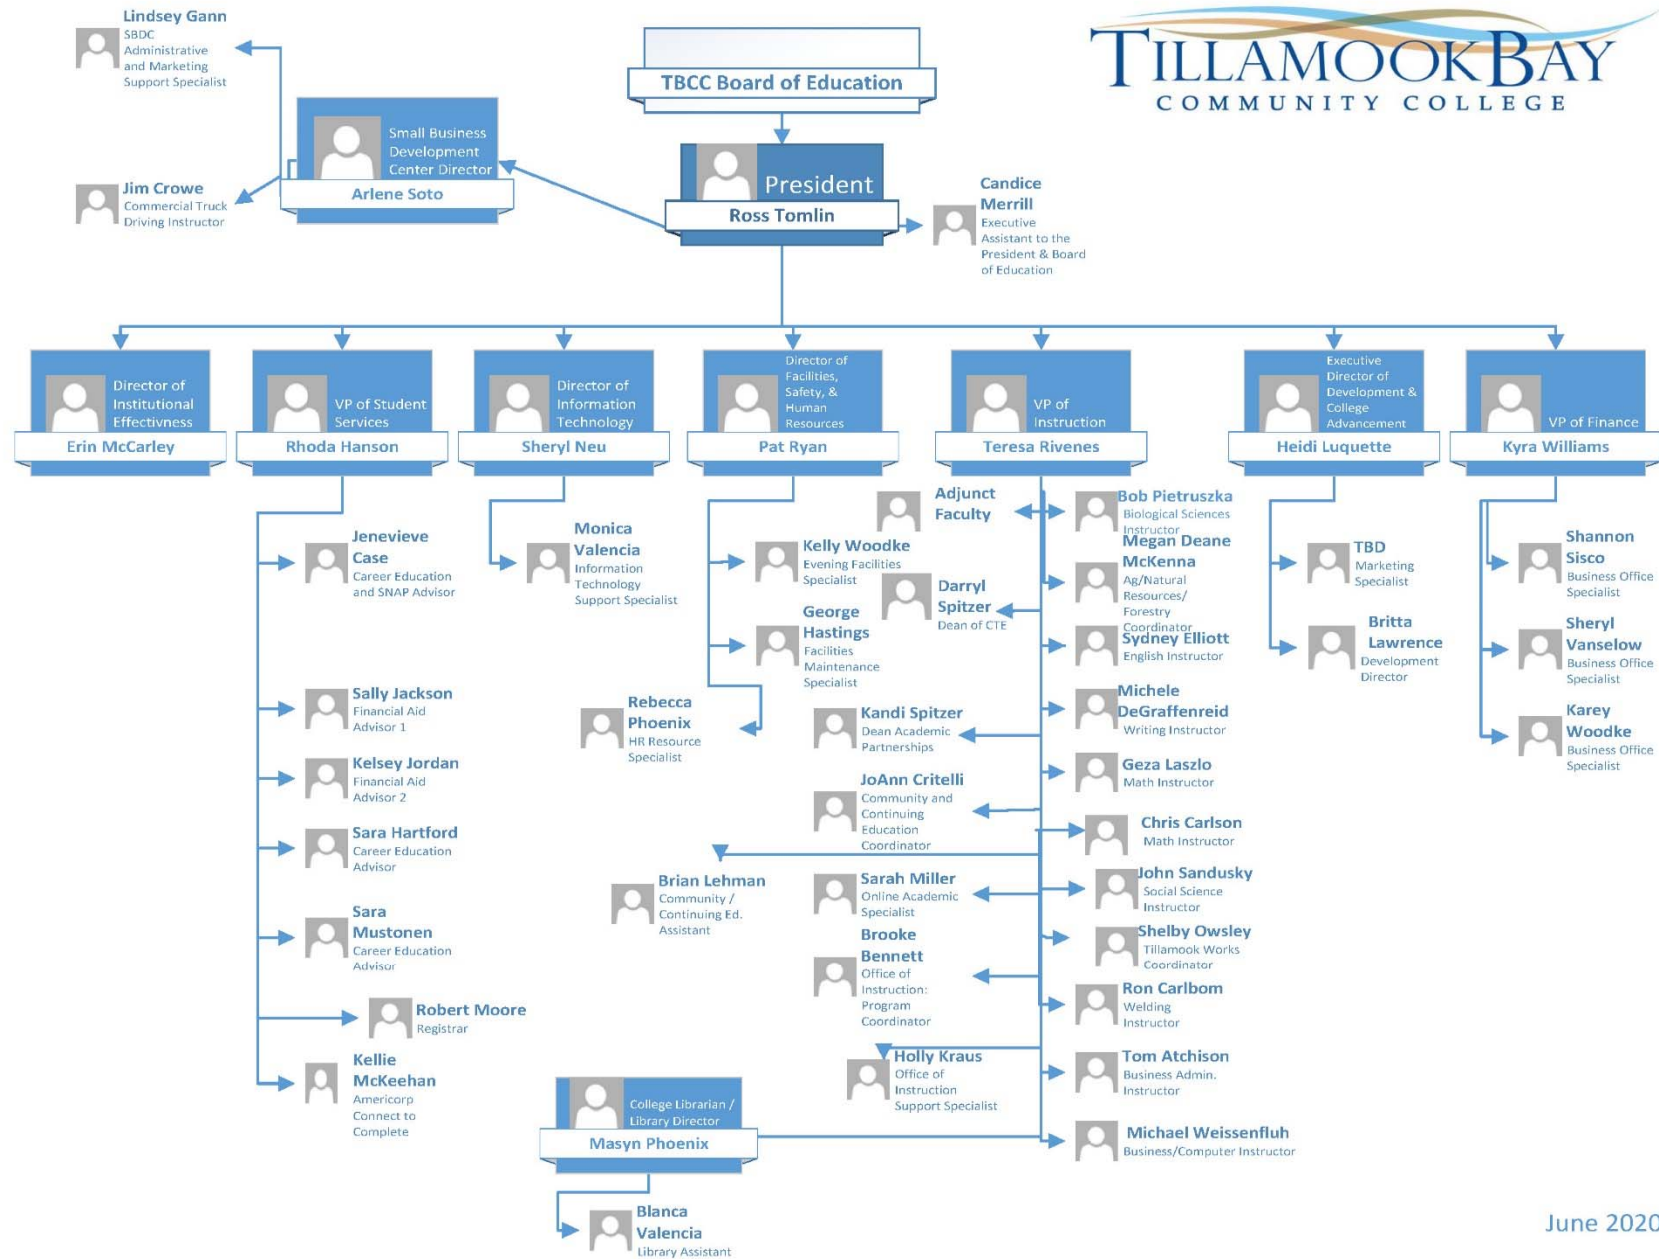 Lindsey Gann
SBDC
Administrative
and Marketing
Support Specialist
TBCC Board of Education
TILLAMOOK BAY
COMMUNITY COLLEGE
Small Business
Development
Center Director
Arlene Soto
Jim Crowe
Commercial Truck
Driving Instructor
President
Ross Tomlin
Candice
Merrill
Executive
Assistant to the
President & Board
of Education
Director of
Institutional
Effectivness
Erin McCarley
VP of Student
Services
Rhoda Hanson
Director of
Information
Technology
Sheryl Neu
Director of
Facilities,
Safety, &
Human
Resources
Pat Ryan
VP of
Instruction
Teresa Rivenes
Executive
Director of
Development &
College
Advancement
Heidi Luquette
VP of Finance
Kyra Williams
Jenevieve
Case
Career Education
and SNAP Advisor
Sally Jackson
Financial Aid
Advisor 1
Kelsey Jordan
Financial Aid
Advisor 2
Sara Hartford
Career Education
Advisor
Sara
Mustonen
Career Education
Advisor
Robert Moore
Registrar
Kellie
McKeehan
Americorp
Connect to
Complete
Monica
Valencia
Information
Technology
Support Specialist
Kelly Woodke
Evening Facilities
Specialist
George
Hastings
Facilities
Maintenance
Specialist
Rebecca
Phoenix
HR Resource
Specialist
Adjunct
Faculty
Darryl
Spitzer
Dean of CTE
Kandi Spitzer
Dean Academic
Partnerships
JoAnn Critelli
Community and
Continuing
Education
Coordinator
Brian Lehman
Community /
Continuing Ed.
Assistant
Sarah Miller
Online Academic
Specialist
Brooke
Bennett
Office of
Instruction:
Program
Coordinator
Holly Kraus
Office of
Instruction
Support Specialist
College Librarian /
Library Director
Masyn Phoenix
Blanca
Valencia
Library Assistant
Bob Pietruszka
Biological Sciences
Instructor
Megan Deane
McKenna
Ag/Natural
Resources/
Forestry
Coordinator
Sydney Elliott
English Instructor
Michele
DeGraffenreid
Writing Instructor
Geza Laszlo
Math Instructor
Chris Carlson
Math Instructor
John Sandusky
Social Science
Instructor
Shelby Owsley
Tillamook Works
Coordinator
Ron Carlbom
Welding
Instructor
Tom Atchison
Business Admin.
Instructor
Michael Weissenfluh
Business/Computer Instructor
TBD
Marketing
Specialist
Britta
Lawrence
Development
Director
Shannon
Sisco
Business Office
Specialist
Sheryl
Vanselow
Business Office
Specialist
Karey
Woodke
Business Office
Specialist
June 2020